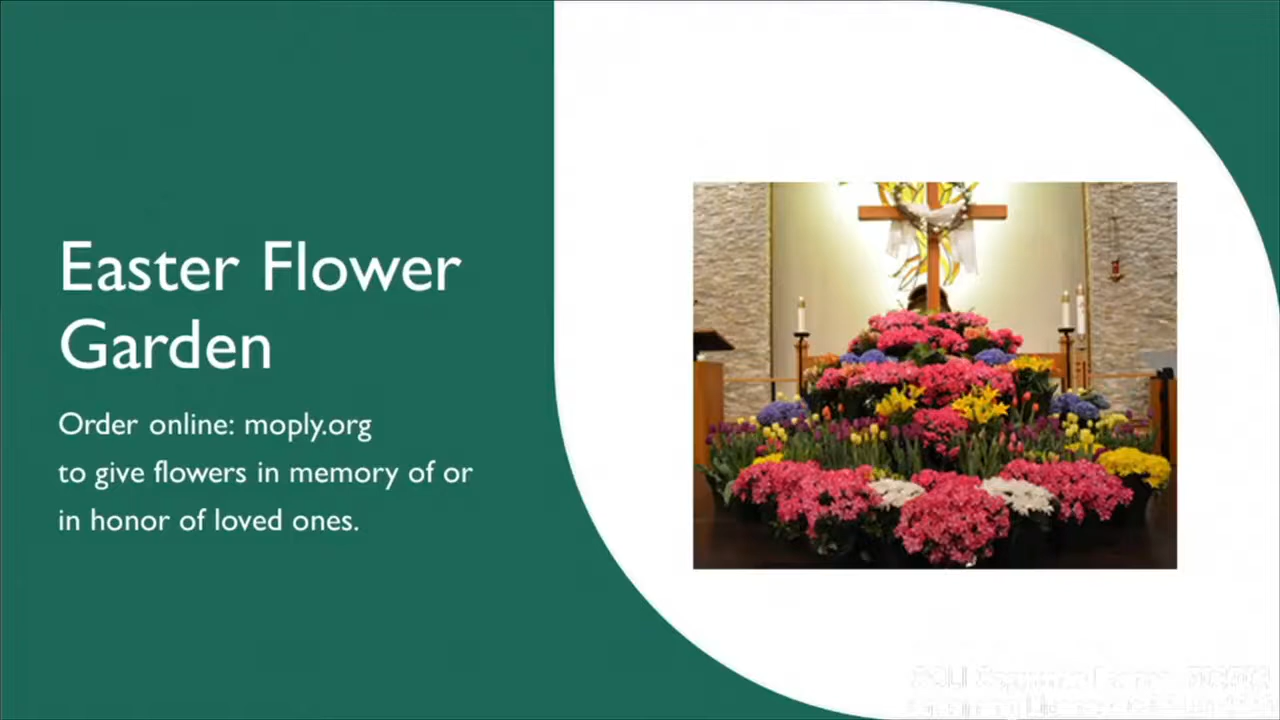 Easter Flower
Garden
Order online: moply.org
to give flowers in memory of or
in honor of loved ones.